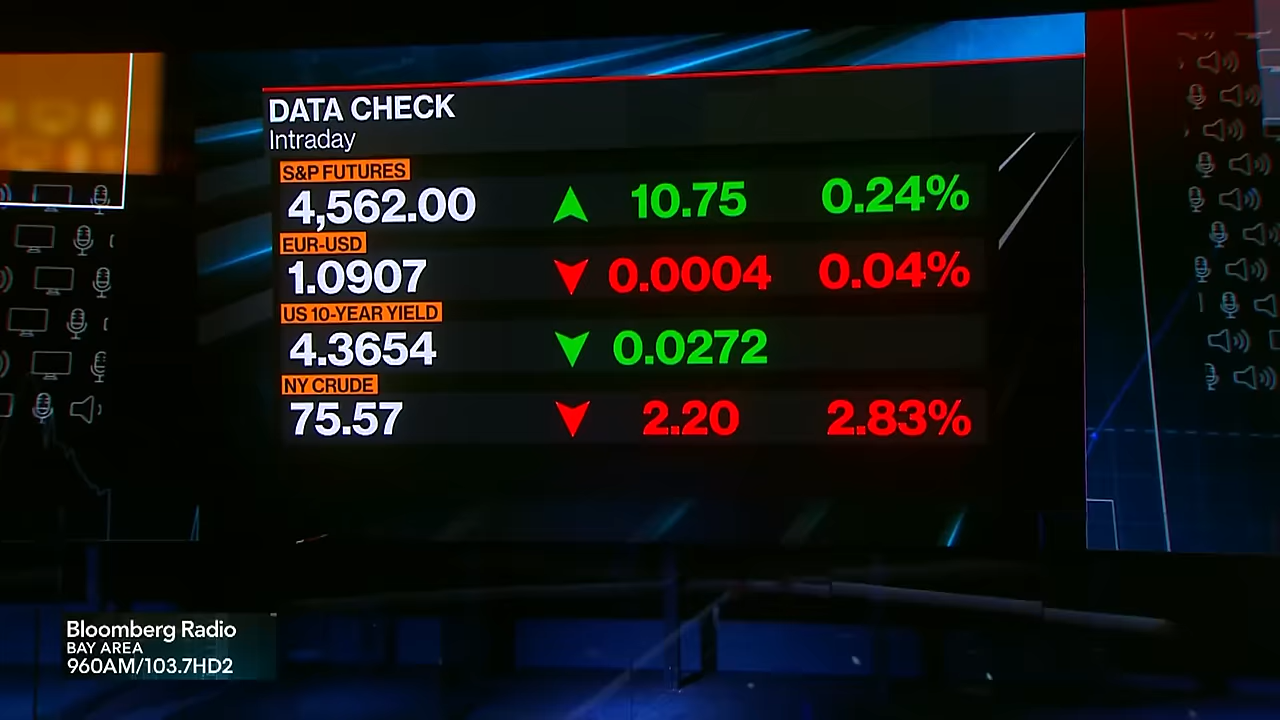 DATA CHECK
Intraday
S&P FUTURES
4,562.00 10.75 0.24%
EUR-USD
1.0907 0.0004 0.04%
US 10-YEAR YIELD
4.3654 0.0272
NY CRUDE
75.57 2.20 2.83%
Bloomberg Radio
BAY AREA
960AM/103.7HD2